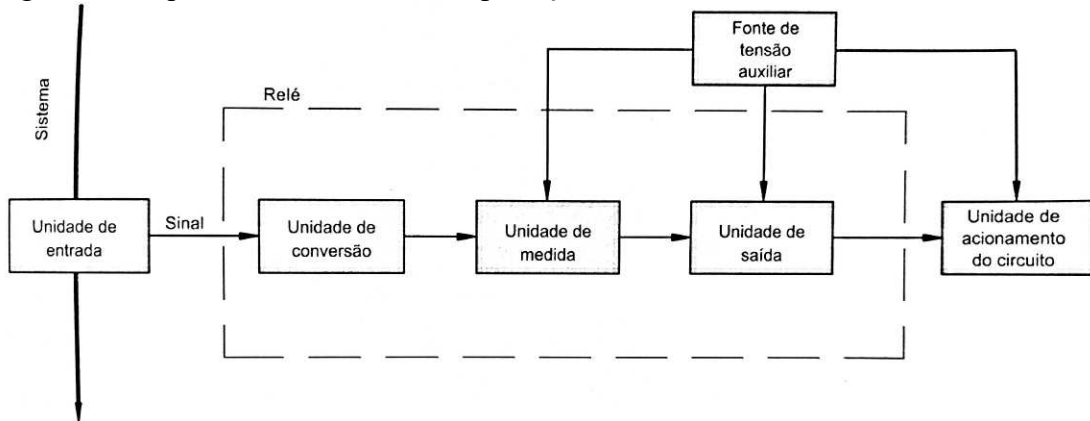 Fonte de
tensão
auxiliar
Relé
Sistema
Unidade de
entrada
Sinal
Unidade de
conversão
Unidade de
medida
Unidade de
saída
Unidade de
acionamento
do circuito